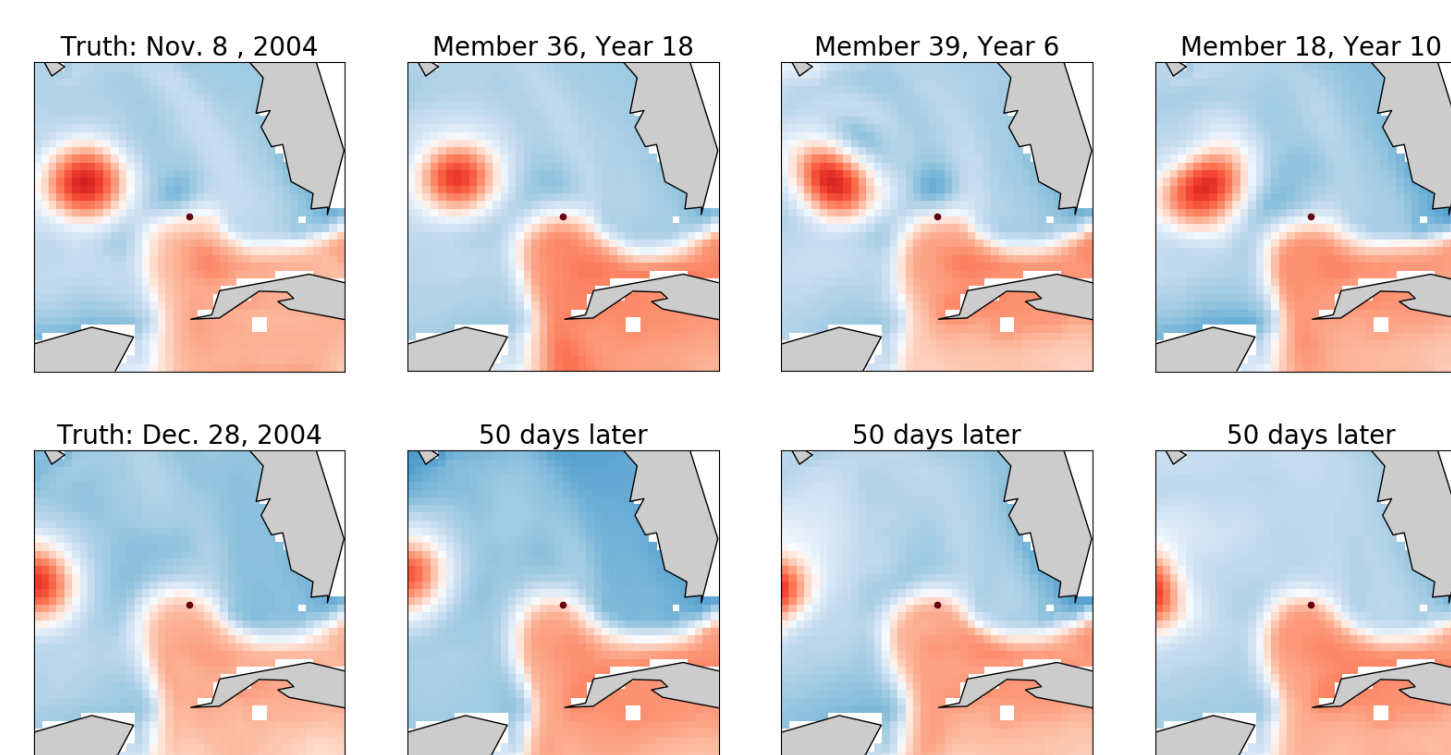 Truth: Nov. 8 , 2004
Member 36, Year 18
Member 39, Year 6
Member 18, Year 10
Truth: Dec. 28, 2004
50 days later
50 days later
50 days later